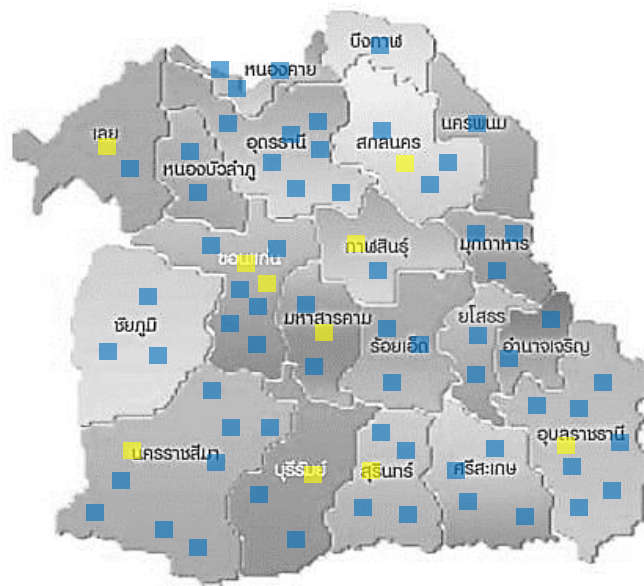 บึงกาฬ
หนองคาย
เลย
อุดรธานี
สกลนคร
นครพนม
หนองบัวลำภู
ขอนแก่น
กาฬสินธุ์
มุกดาหาร
ชัยภูมิ
มหาสารคาม
ร้อยเอ็ด
ยโสธร
อำนาจเจริญ
นครราชสีมา
บุรีรัมย์
สุรินทร์
ศรีสะเกษ
อุบลราชธานี